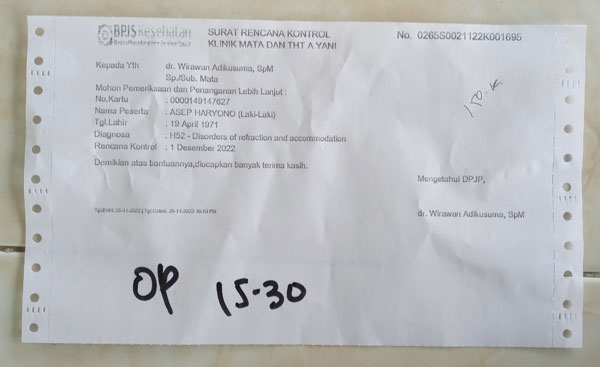 BPJS Kesehatan
SURAT RENCANA KONTROL
KLINIK MATA DAN THT A YANI
No. 0265S0021122K001695
Kepada Yth dr. Wirawan Adikusuma, SpM
Sp./Sub. Mata
Mohon Pemeriksaan dan Penanganan Lebih Lanjut :
No.Kartu : 0000149147627
Nama Peserta : ASEP HARYONO (Laki-Laki)
Tgl.Lahir : 19 April 1971
Diagnosa : H52 - Disorders of refraction and accommodation
Rencana Kontrol : 1 Desember 2022
Demikian atas bantuannya,diucapkan banyak terima kasih.
Mengetahui DPJP,
dr. Wirawan Adikusuma, SpM
OP 15-30